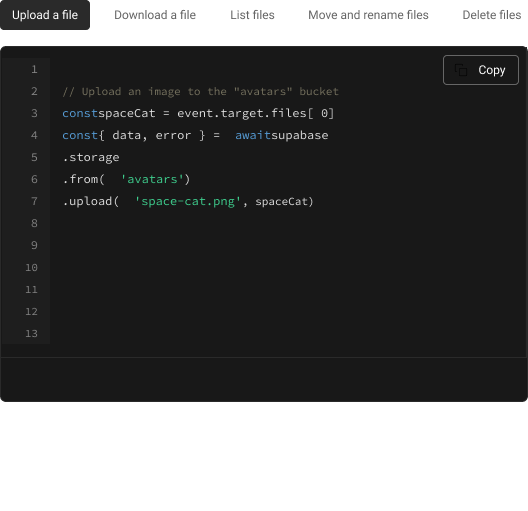 Upload a file Download a file List files Move and rename files Delete files
Copy
1
2 // Upload an image to the "avatars" bucket
3 constspaceCat = event.target.files[ 0]
4 const{ data, error } = awaitsupabase
5 .storage
6 .from( 'avatars')
7 .upload( 'space-cat.png', spaceCat)
8
9
10
11
12
13